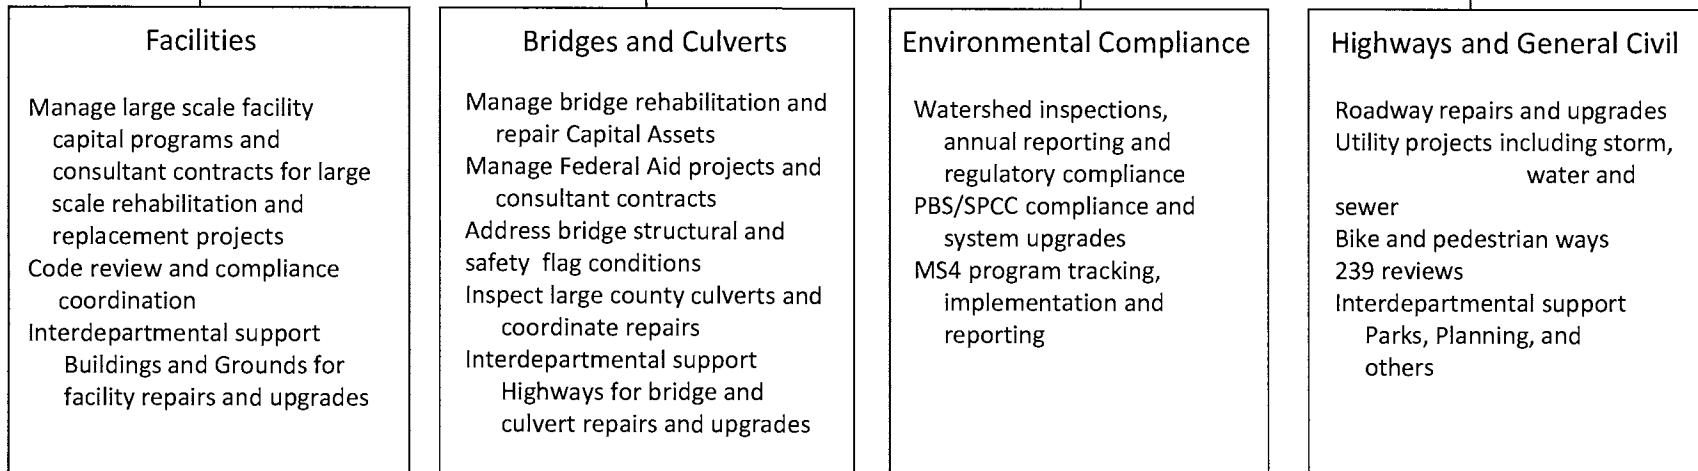 Facilities
Manage large scale facility
capital programs and
consultant contracts for large
scale rehabilitation and
replacement projects
Code review and compliance
coordination
Interdepartmental support
Buildings and Grounds for
facility repairs and upgrades
Bridges and Culverts
Manage bridge rehabilitation and
repair Capital Assets
Manage Federal Aid projects and
consultant contracts
Address bridge structural and
safety flag conditions
Inspect large county culverts and
coordinate repairs
Interdepartmental support
Highways for bridge and
culvert repairs and upgrades
Environmental Compliance
Watershed inspections,
annual reporting and
regulatory compliance
PBS/SPCC compliance and
system upgrades
MS4 program tracking,
implementation and
reporting
Highways and General Civil
Roadway repairs and upgrades
Utility projects including storm,
water and
sewer
Bike and pedestrian ways
239 reviews
Interdepartmental support
Parks, Planning, and
others